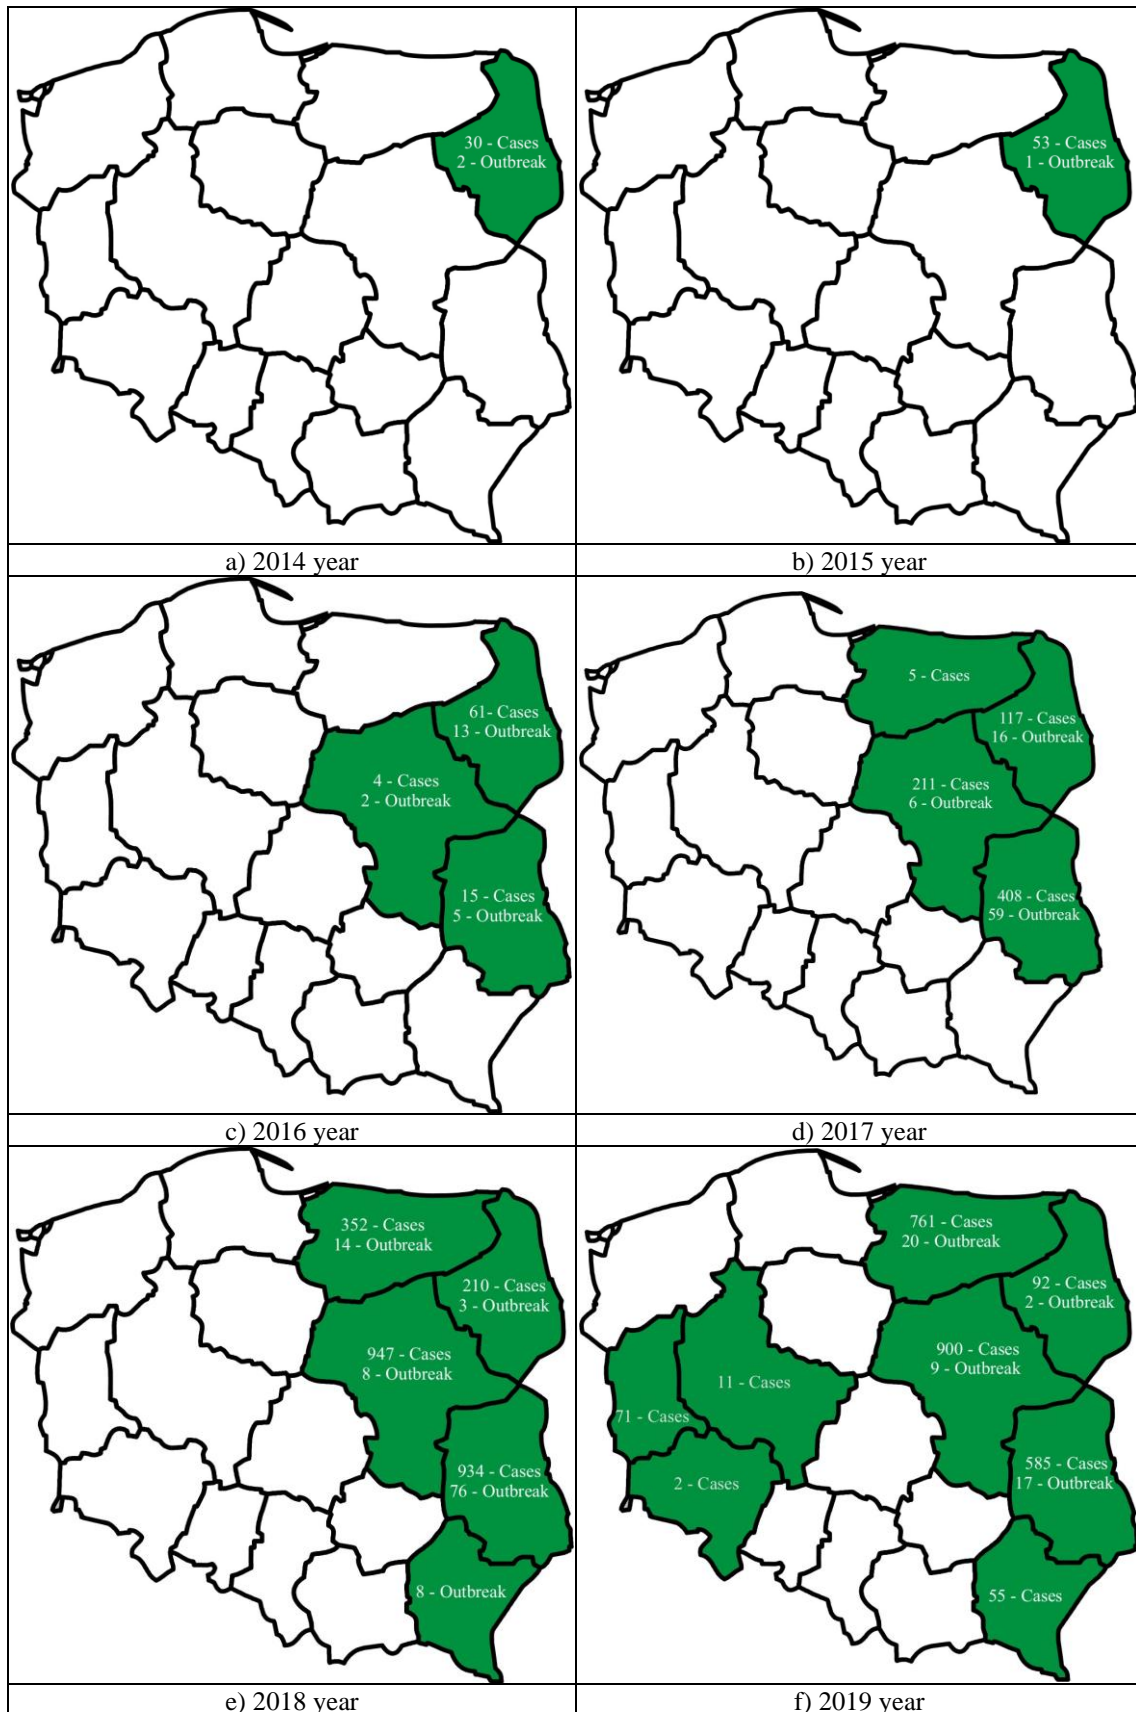 30 - Cases
2 - Outbreak
53 - Cases
1 - Outbreak
a) 2014 year
b) 2015 year
61- Cases
13 - Outbreak
4 - Cases
2 - Outbreak
15 - Cases
5 - Outbreak
5 - Cases
117 - Cases
16 - Outbreak
211 - Cases
6 - Outbreak
408 - Cases
59 - Outbreak
c) 2016 year
d) 2017 year
352 - Cases
14 - Outbreak
210 - Cases
3 - Outbreak
947 - Cases
8 - Outbreak
934 - Cases
76 - Outbreak
8 - Outbreak
761 - Cases
20 - Outbreak
92 - Cases
2 - Outbreak
900 - Cases
9 - Outbreak
11 - Cases
71 - Cases
2 - Cases
585 - Cases
17 - Outbreak
55 - Cases
e) 2018 year
f) 2019 year